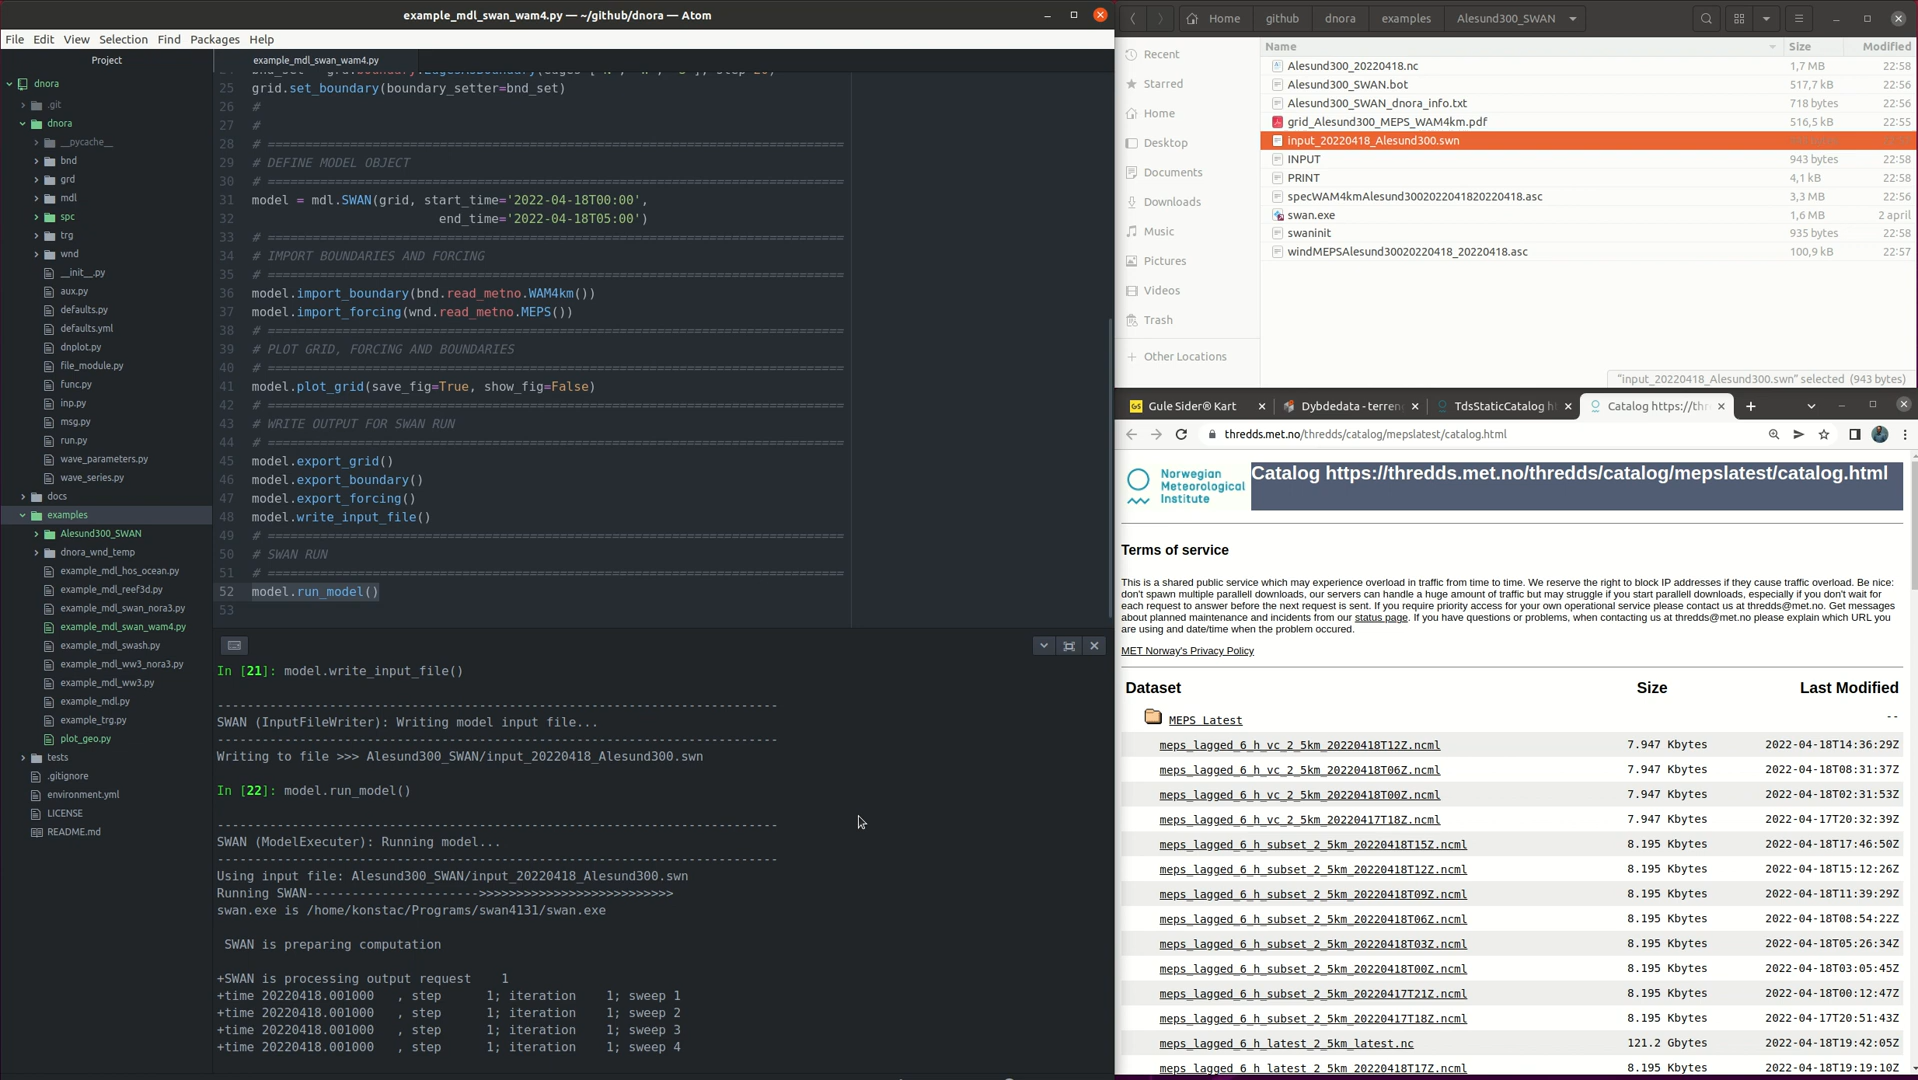 example_mdl_swan_wam4.py — ~/github/dnora — Atom
File Edit View Selection Find Packages Help
Project
dnora
.git
dnora
__pycache__
bnd
grd
mdl
spc
trg
wnd
__init__.py
aux.py
defaults.py
defaults.yml
dnplot.py
file_module.py
func.py
inp.py
msg.py
run.py
wave_parameters.py
wave_series.py
docs
examples
Alesund300_SWAN
dnora_wnd_temp
example_mdl_hos_ocean.py
example_mdl_reef3d.py
example_mdl_swan_nora3.py
example_mdl_swan_wam4.py
example_mdl_swash.py
example_mdl_ww3_nora3.py
example_mdl_ww3.py
example_mdl.py
example_trg.py
plot_geo.py
tests
.gitignore
environment.yml
LICENSE
README.md
example_mdl_swan_wam4.py
25 grid.set_boundary(boundary_setter=bnd_set)
26 #
27 #
28 # =============================================================================
29 # DEFINE MODEL OBJECT
30 # =============================================================================
31 model = mdl.SWAN(grid, start_time='2022-04-18T00:00',
32 end_time='2022-04-18T05:00')
33 # =============================================================================
34 # IMPORT BOUNDARIES AND FORCING
35 # =============================================================================
36 model.import_boundary(bnd.read_metno.WAM4km())
37 model.import_forcing(wnd.read_metno.MEPS())
38 # =============================================================================
39 # PLOT GRID, FORCING AND BOUNDARIES
40 # =============================================================================
41 model.plot_grid(save_fig=True, show_fig=False)
42 # =============================================================================
43 # WRITE OUTPUT FOR SWAN RUN
44 # =============================================================================
45 model.export_grid()
46 model.export_boundary()
47 model.export_forcing()
48 model.write_input_file()
49 # =============================================================================
50 # SWAN RUN
51 # =============================================================================
52 model.run_model()
53
In [21]: model.write_input_file()
---------------------------------------------------------------------------
SWAN (InputFileWriter): Writing model input file...
---------------------------------------------------------------------------
Writing to file >>> Alesund300_SWAN/input_20220418_Alesund300.swn
In [22]: model.run_model()
---------------------------------------------------------------------------
SWAN (ModelExecuter): Running model...
---------------------------------------------------------------------------
Using input file: Alesund300_SWAN/input_20220418_Alesund300.swn
Running SWAN----------------------->>>>>>>>>>>>>>>>>>>>>>>>>>
swan.exe is /home/konstac/Programs/swan4131/swan.exe
SWAN is preparing computation
+SWAN is processing output request 1
+time 20220418.001000 , step 1; iteration 1; sweep 1
+time 20220418.001000 , step 1; iteration 1; sweep 2
+time 20220418.001000 , step 1; iteration 1; sweep 3
+time 20220418.001000 , step 1; iteration 1; sweep 4
Home github dnora examples Alesund300_SWAN
Recent
Starred
Home
Desktop
Documents
Downloads
Music
Pictures
Videos
Trash
Other Locations
Name Size Modified
Alesund300_20220418.nc 1,7 MB 22:58
Alesund300_SWAN.bot 517,7 kB 22:56
Alesund300_SWAN_dnora_info.txt 718 bytes 22:56
grid_Alesund300_MEPS_WAM4km.pdf 516,5 kB 22:55
input_20220418_Alesund300.swn
INPUT 943 bytes 22:58
PRINT 4,1 kB 22:58
specWAM4kmAlesund3002022041820220418.asc 3,3 MB 22:56
swan.exe 1,6 MB 2 april
swaninit 935 bytes 22:58
windMEPSAlesund30020220418_20220418.asc 100,9 kB 22:57
"input_20220418_Alesund300.swn" selected (943 bytes)
Gule Sider® Kart
Dybdedata - terren
TdsStaticCatalog h
Catalog https://thr
thredds.met.no/thredds/catalog/mepslatest/catalog.html
Norwegian
Meteorological
Institute
Catalog https://thredds.met.no/thredds/catalog/mepslatest/catalog.html
Terms of service
This is a shared public service which may experience overload in traffic from time to time. We reserve the right to block IP addresses if they cause traffic overload. Be nice:
don't spawn multiple parallell downloads, our servers can handle a huge amount of traffic but may struggle if you start parallell downloads, especially if you don't wait for
each request to answer before the next request is sent. If you require priority access for your own operational service please contact us at thredds@met.no. Get messages
about planned maintenance and incidents from our status page. If you have questions or problems, when contacting us at thredds@met.no please explain which URL you
are using and date/time when the problem occured.
MET Norway's Privacy Policy
Dataset Size Last Modified
MEPS Latest --
meps_lagged_6_h_vc_2_5km_20220418T12Z.ncml 7.947 Kbytes 2022-04-18T14:36:29Z
meps_lagged_6_h_vc_2_5km_20220418T06Z.ncml 7.947 Kbytes 2022-04-18T08:31:37Z
meps_lagged_6_h_vc_2_5km_20220418T00Z.ncml 7.947 Kbytes 2022-04-18T02:31:53Z
meps_lagged_6_h_vc_2_5km_20220417T18Z.ncml 7.947 Kbytes 2022-04-17T20:32:39Z
meps_lagged_6_h_subset_2_5km_20220418T15Z.ncml 8.195 Kbytes 2022-04-18T17:46:50Z
meps_lagged_6_h_subset_2_5km_20220418T12Z.ncml 8.195 Kbytes 2022-04-18T15:12:26Z
meps_lagged_6_h_subset_2_5km_20220418T09Z.ncml 8.195 Kbytes 2022-04-18T11:39:29Z
meps_lagged_6_h_subset_2_5km_20220418T06Z.ncml 8.195 Kbytes 2022-04-18T08:54:22Z
meps_lagged_6_h_subset_2_5km_20220418T03Z.ncml 8.195 Kbytes 2022-04-18T05:26:34Z
meps_lagged_6_h_subset_2_5km_20220418T00Z.ncml 8.195 Kbytes 2022-04-18T03:05:45Z
meps_lagged_6_h_subset_2_5km_20220417T21Z.ncml 8.195 Kbytes 2022-04-18T00:12:47Z
meps_lagged_6_h_subset_2_5km_20220417T18Z.ncml 8.195 Kbytes 2022-04-17T20:51:43Z
meps_lagged_6_h_latest_2_5km_latest.nc 121.2 Gbytes 2022-04-18T19:42:05Z
meps_lagged_6_h_latest_2_5km_20220418T17Z.nc 8.195 Kbytes 2022-04-18T19:19:10Z